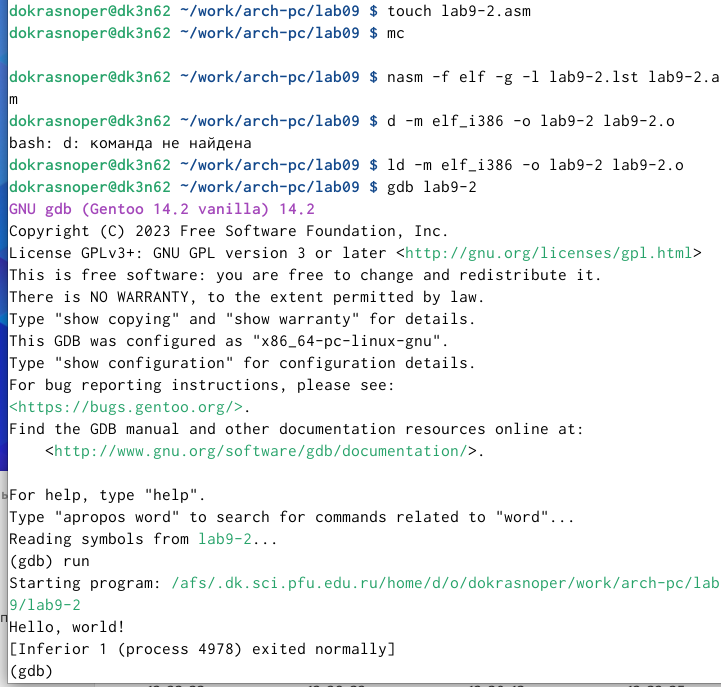 dokrasnoper@dk3n62 ~/work/arch-pc/lab09 $ touch lab9-2.asm
dokrasnoper@dk3n62 ~/work/arch-pc/lab09 $ mc
dokrasnoper@dk3n62 ~/work/arch-pc/lab09 $ nasm -f elf -g -l lab9-2.lst lab9-2.a
m
dokrasnoper@dk3n62 ~/work/arch-pc/lab09 $ d -m elf_i386 -o lab9-2 lab9-2.o
bash: d: команда не найдена
dokrasnoper@dk3n62 ~/work/arch-pc/lab09 $ ld -m elf_i386 -o lab9-2 lab9-2.o
dokrasnoper@dk3n62 ~/work/arch-pc/lab09 $ gdb lab9-2
GNU gdb (Gentoo 14.2 vanilla) 14.2
Copyright (C) 2023 Free Software Foundation, Inc.
License GPLv3+: GNU GPL version 3 or later <http://gnu.org/licenses/gpl.html>
This is free software: you are free to change and redistribute it.
There is NO WARRANTY, to the extent permitted by law.
Type "show copying" and "show warranty" for details.
This GDB was configured as "x86_64-pc-linux-gnu".
Type "show configuration" for configuration details.
For bug reporting instructions, please see:
<https://bugs.gentoo.org/>.
Find the GDB manual and other documentation resources online at:
    <http://www.gnu.org/software/gdb/documentation/>.
For help, type "help".
Type "apropos word" to search for commands related to "word"...
Reading symbols from lab9-2...
(gdb) run
Starting program: /afs/.dk.sci.pfu.edu.ru/home/d/o/dokrasnoper/work/arch-pc/lab
9/lab9-2
Hello, world!
[Inferior 1 (process 4978) exited normally]
(gdb)